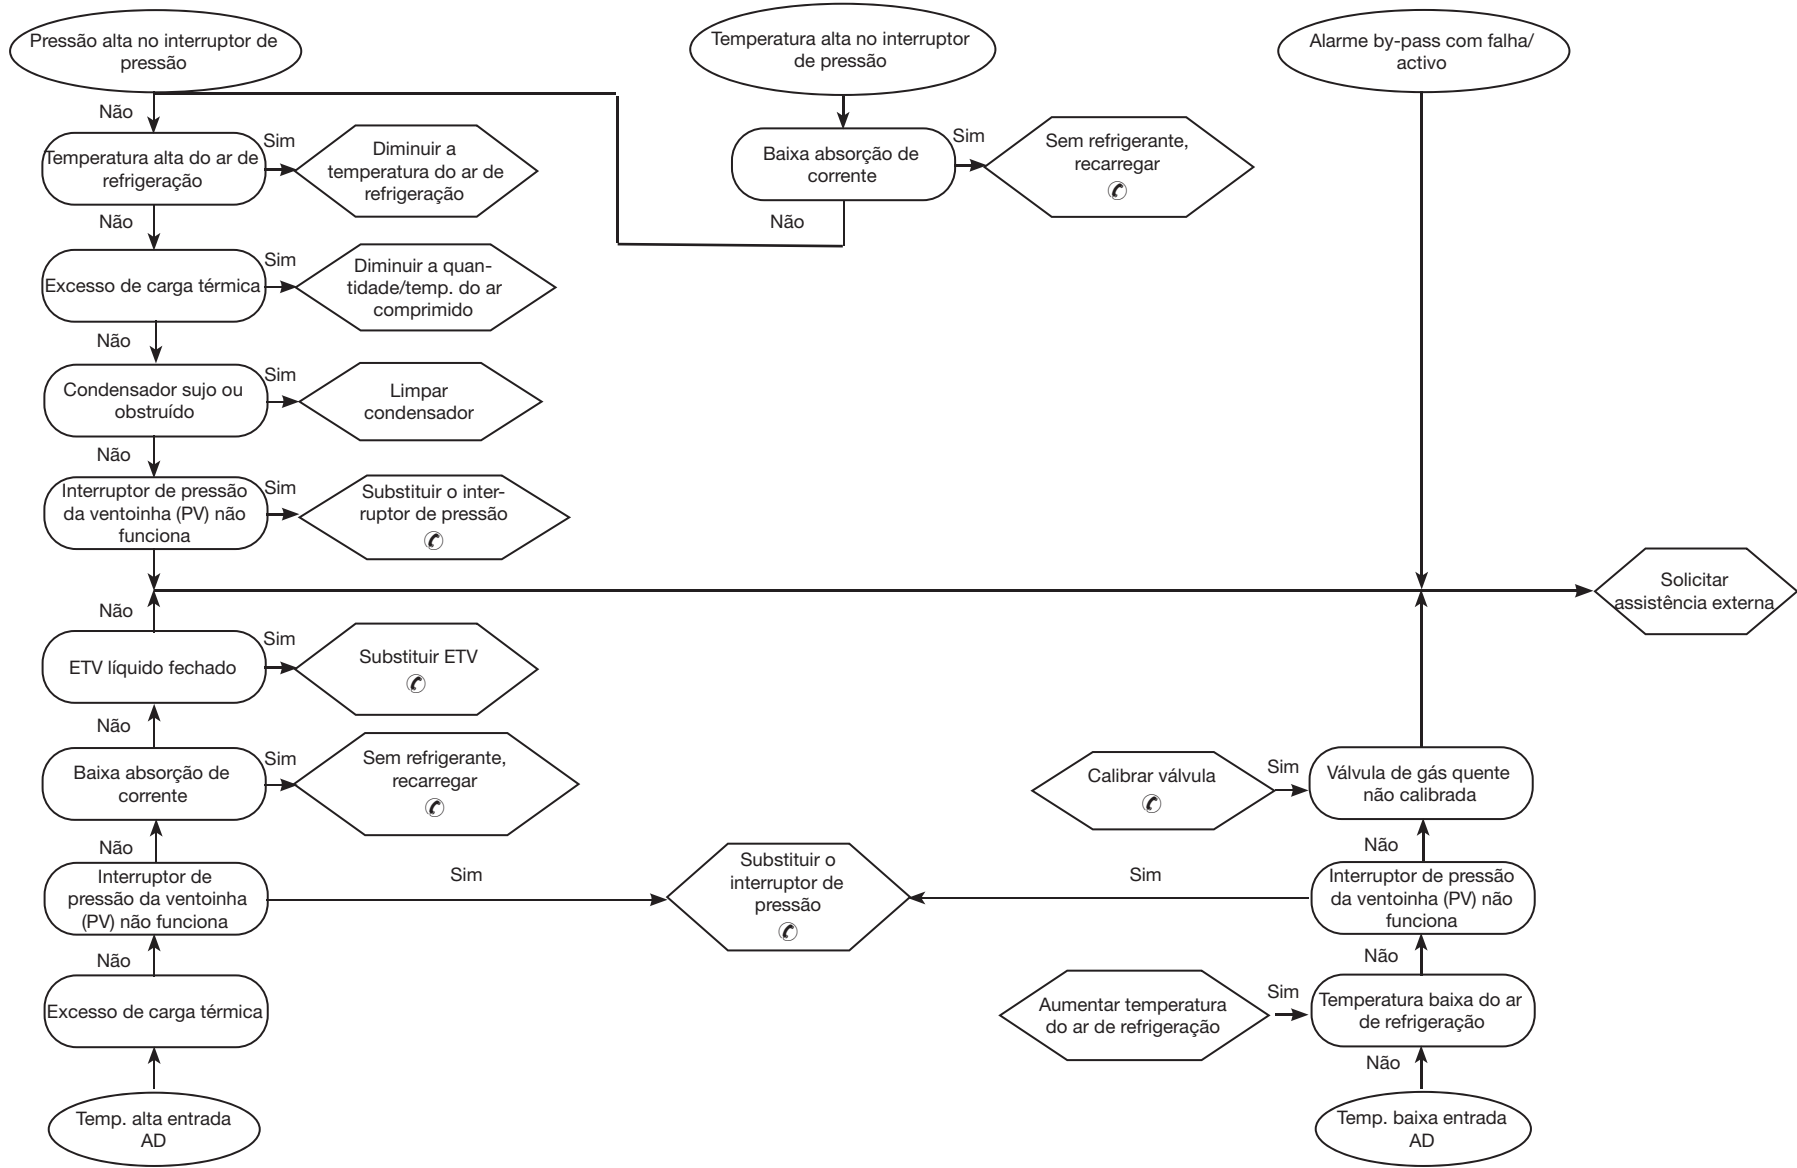 Pressão alta no interruptor de
pressão
Temperatura alta no interruptor
de pressão
Alarme by-pass com falha/
activo
Não
Temperatura alta do ar de
refrigeração
Sim
Diminuir a
temperatura do ar de
refrigeração
Baixa absorção de
corrente
Sim
Sem refrigerante,
recarregar
Não
Não
Excesso de carga térmica
Sim
Diminuir a quan-
tidade/temp. do ar
comprimido
Não
Condensador sujo ou
obstruído
Sim
Limpar
condensador
Não
Interruptor de pressão
da ventoinha (PV) não
funciona
Sim
Substituir o inter-
ruptor de pressão
Solicitar
assistência externa
Não
ETV líquido fechado
Sim
Substituir ETV
Não
Baixa absorção de
corrente
Sim
Sem refrigerante,
recarregar
Calibrar válvula
Sim
Válvula de gás quente
não calibrada
Não
Interruptor de
pressão da ventoinha
(PV) não funciona
Sim
Substituir o
interruptor de
pressão
Sim
Não
Interruptor de pressão
da ventoinha (PV) não
funciona
Não
Excesso de carga térmica
Não
Aumentar temperatura
do ar de refrigeração
Sim
Temperatura baixa do ar
de refrigeração
Não
Temp. alta entrada
AD
Temp. baixa entrada
AD